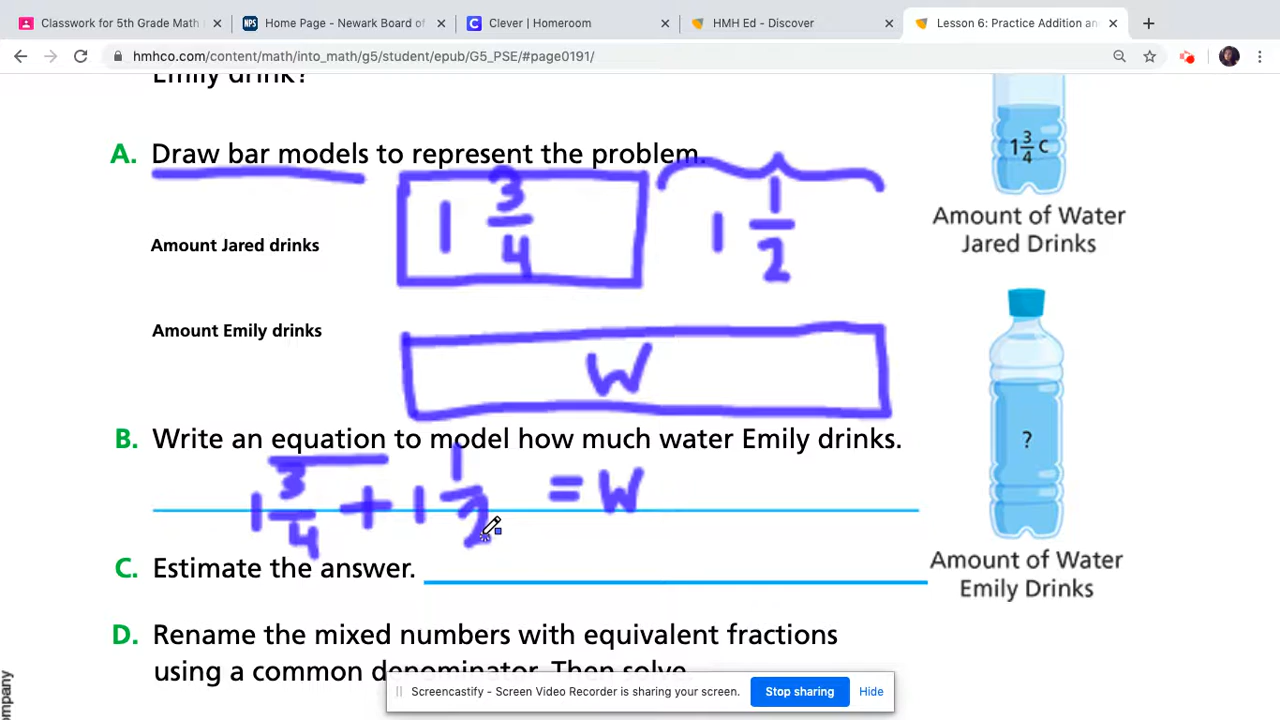 Classwork for 5th Grade Math
Home Page - Newark Board of
Clever | Homeroom
HMH Ed - Discover
Lesson 6: Practice Addition an
hmhco.com/content/math/into_math/g5/student/epub/G5_PSE/#page0191/
Emily drink?
A. Draw bar models to represent the problem.
Amount Jared drinks
1 3/4
1 1/2
1 3/4 C
Amount of Water
Jared Drinks
Amount Emily drinks
W
?
B. Write an equation to model how much water Emily drinks.
1 3/4 + 1 1/2 = W
Amount of Water
Emily Drinks
C. Estimate the answer.
D. Rename the mixed numbers with equivalent fractions
using a common denominator. Then solve.
Screencastify - Screen Video Recorder is sharing your screen.
Stop sharing
Hide
ompany